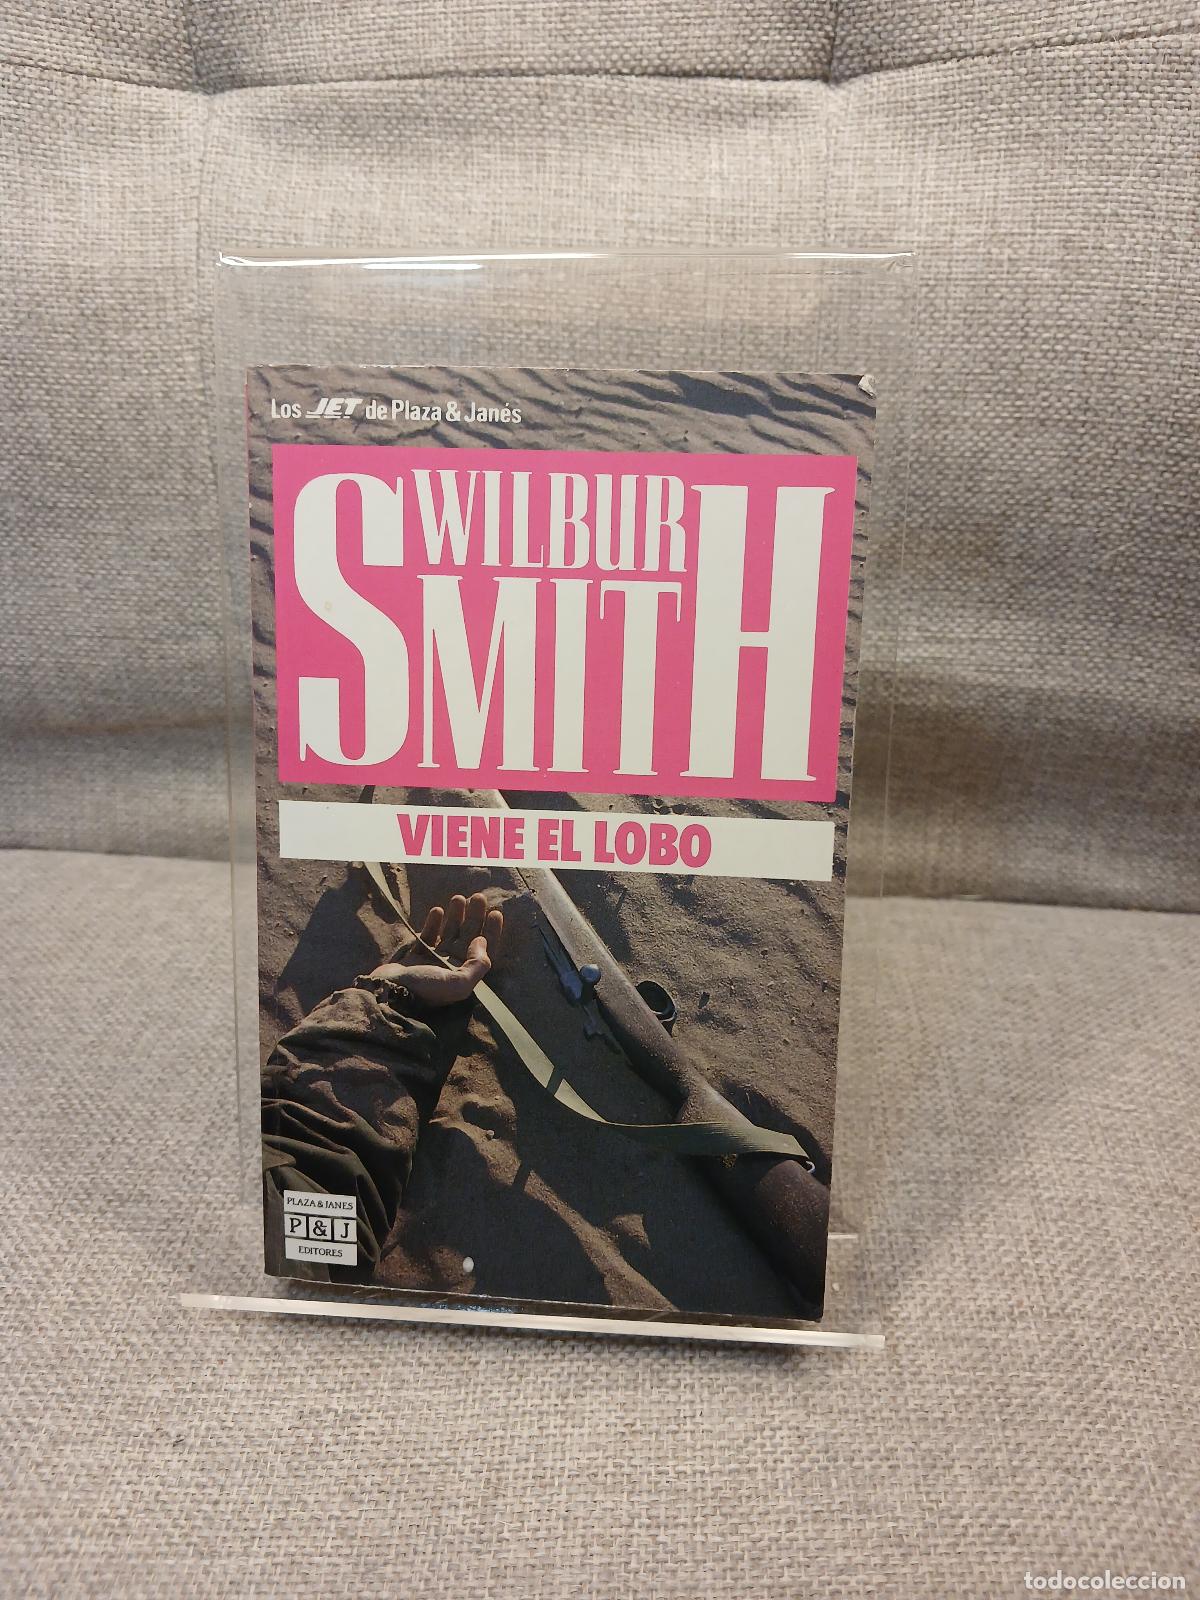 Los JET de Plaza & Janés
WILBUR
SMITH
VIENE EL LOBO
PLAZA & JANES
P & J
EDITORES
todocoleccion